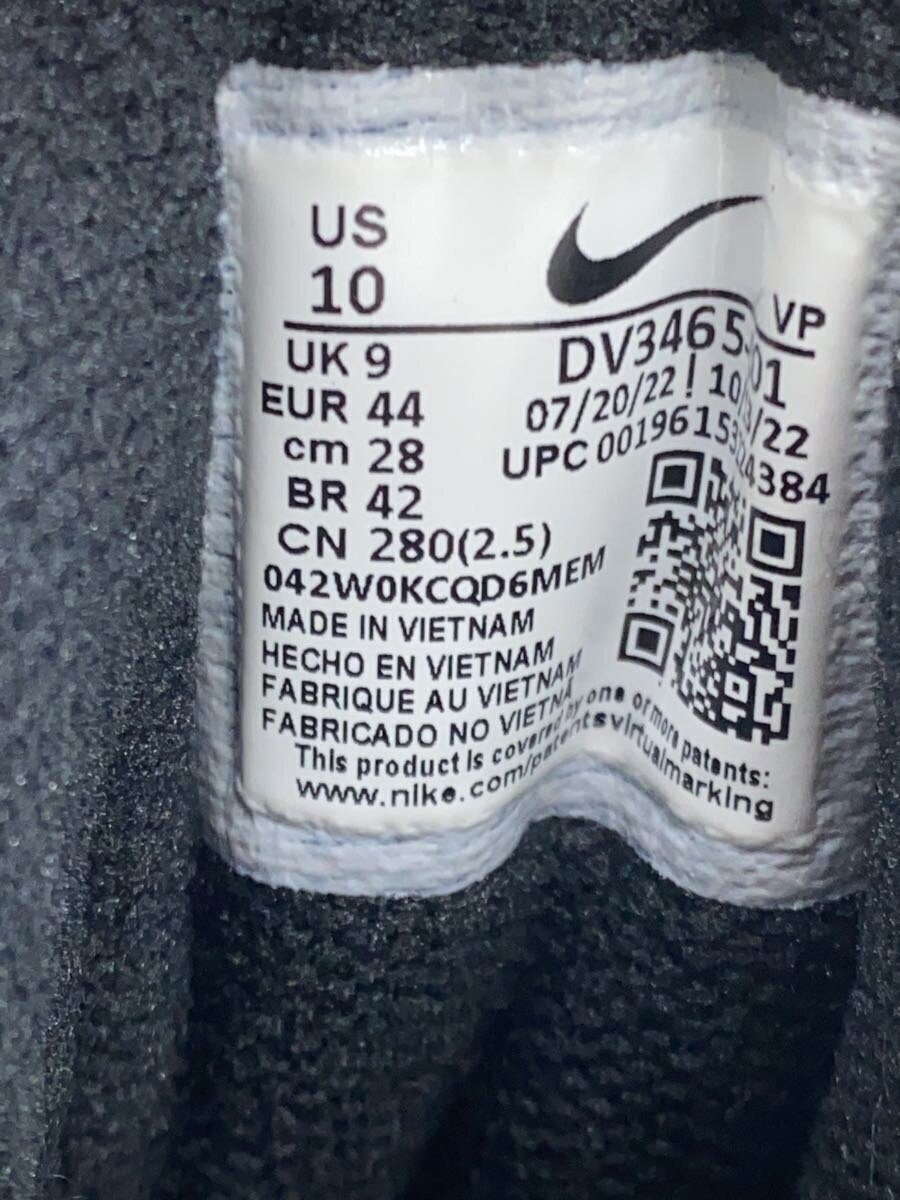 US
10
VP
UK 9
EUR 44
cm 28
BR 42
CN 280(2.5)
DV3465
07/20/22
UPC
042W0KCQD6MEM
MADE IN VIETNAM
HECHO EN VIETNAM
FABRIQUE AU VIETNAM
FABRICADO NO
This product is covered by one or more patents:
www.nike.com/patentsvirtualmarking